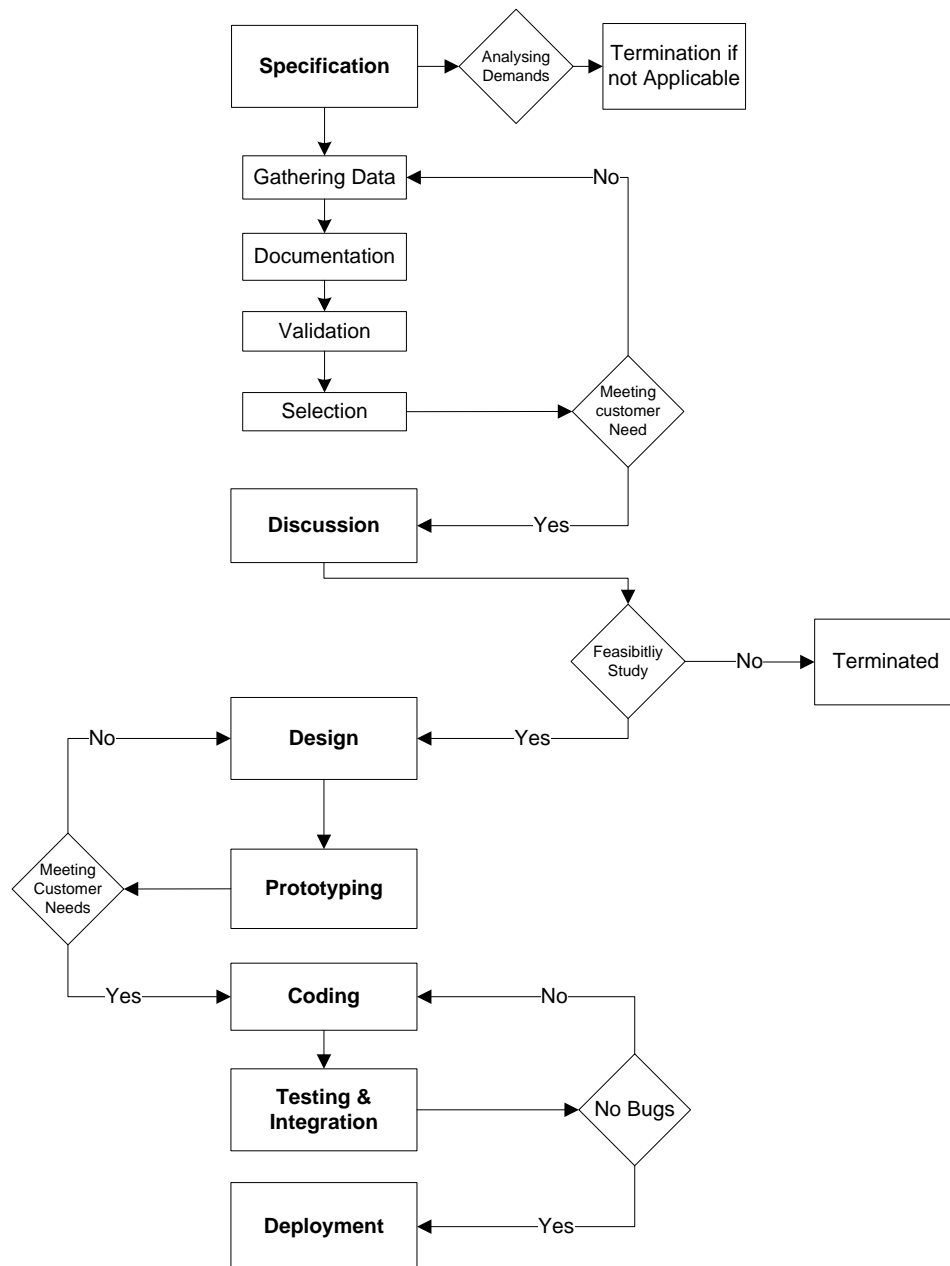 Specification
Analysing
Demands
Termination if
not Applicable
Gathering Data
No
Documentation
Validation
Selection
Meeting
customer
Need
Discussion
Yes
Feasibitliy
Study
No
Terminated
No
Design
Yes
Meeting
Customer
Needs
Prototyping
Yes
Coding
No
Testing &
Integration
No Bugs
Deployment
Yes